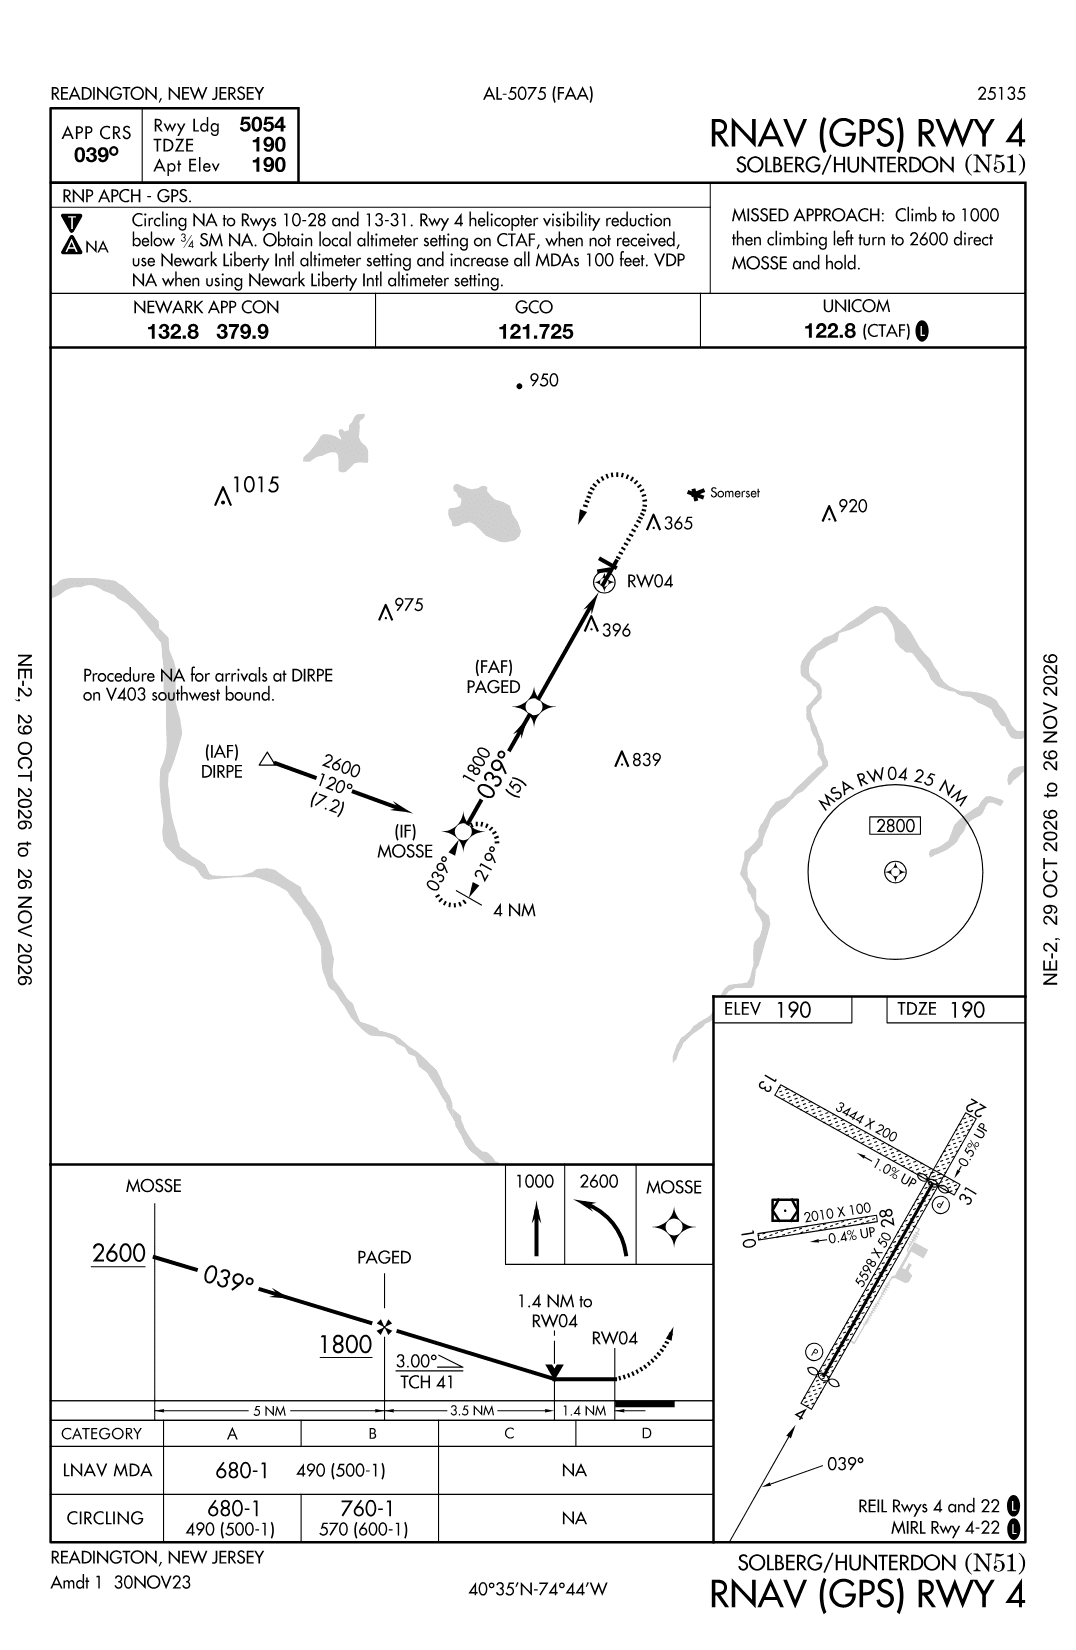 READINGTON, NEW JERSEY
AL-5075 (FAA)
25135
APP CRS
039°
Rwy Ldg 5054
TDZE 190
Apt Elev 190
RNAV (GPS) RWY 4
SOLBERG/HUNTERDON (N51)
RNP APCH - GPS.
T
A NA
Circling NA to Rwys 10-28 and 13-31. Rwy 4 helicopter visibility reduction
below ¾ SM NA. Obtain local altimeter setting on CTAF, when not received,
use Newark Liberty Intl altimeter setting and increase all MDAs 100 feet. VDP
NA when using Newark Liberty Intl altimeter setting.
MISSED APPROACH: Climb to 1000
then climbing left turn to 2600 direct
MOSSE and hold.
NEWARK APP CON
132.8 379.9
GCO
121.725
UNICOM
122.8 (CTAF) L
950
1015
Somerset
920
365
RW04
975
396
(FAF)
PAGED
Procedure NA for arrivals at DIRPE
on V403 southwest bound.
(IAF)
DIRPE
2600
120°
(7.2)
1800
039°
(5)
839
(IF)
MOSSE
039°
219°
4 NM
MSA RW04 25 NM
2800
NE-2, 29 OCT 2026 to 26 NOV 2026
NE-2, 29 OCT 2026 to 26 NOV 2026
ELEV 190
TDZE 190
13
3444 X 200
1.0% UP
22
0.5% UP
31
P
2010 X 100
28
10
0.4% UP
5598 X 50
P
4
039°
REIL Rwys 4 and 22 L
MIRL Rwy 4-22 L
MOSSE
2600
039°
PAGED
1800
3.00°
TCH 41
1.4 NM to
RW04
RW04
1000
2600
MOSSE
5 NM
3.5 NM
1.4 NM
CATEGORY A B C D
LNAV MDA 680-1 490 (500-1) NA
CIRCLING 680-1 760-1 NA
490 (500-1) 570 (600-1)
READINGTON, NEW JERSEY
Amdt 1 30NOV23
40°35'N-74°44'W
SOLBERG/HUNTERDON (N51)
RNAV (GPS) RWY 4